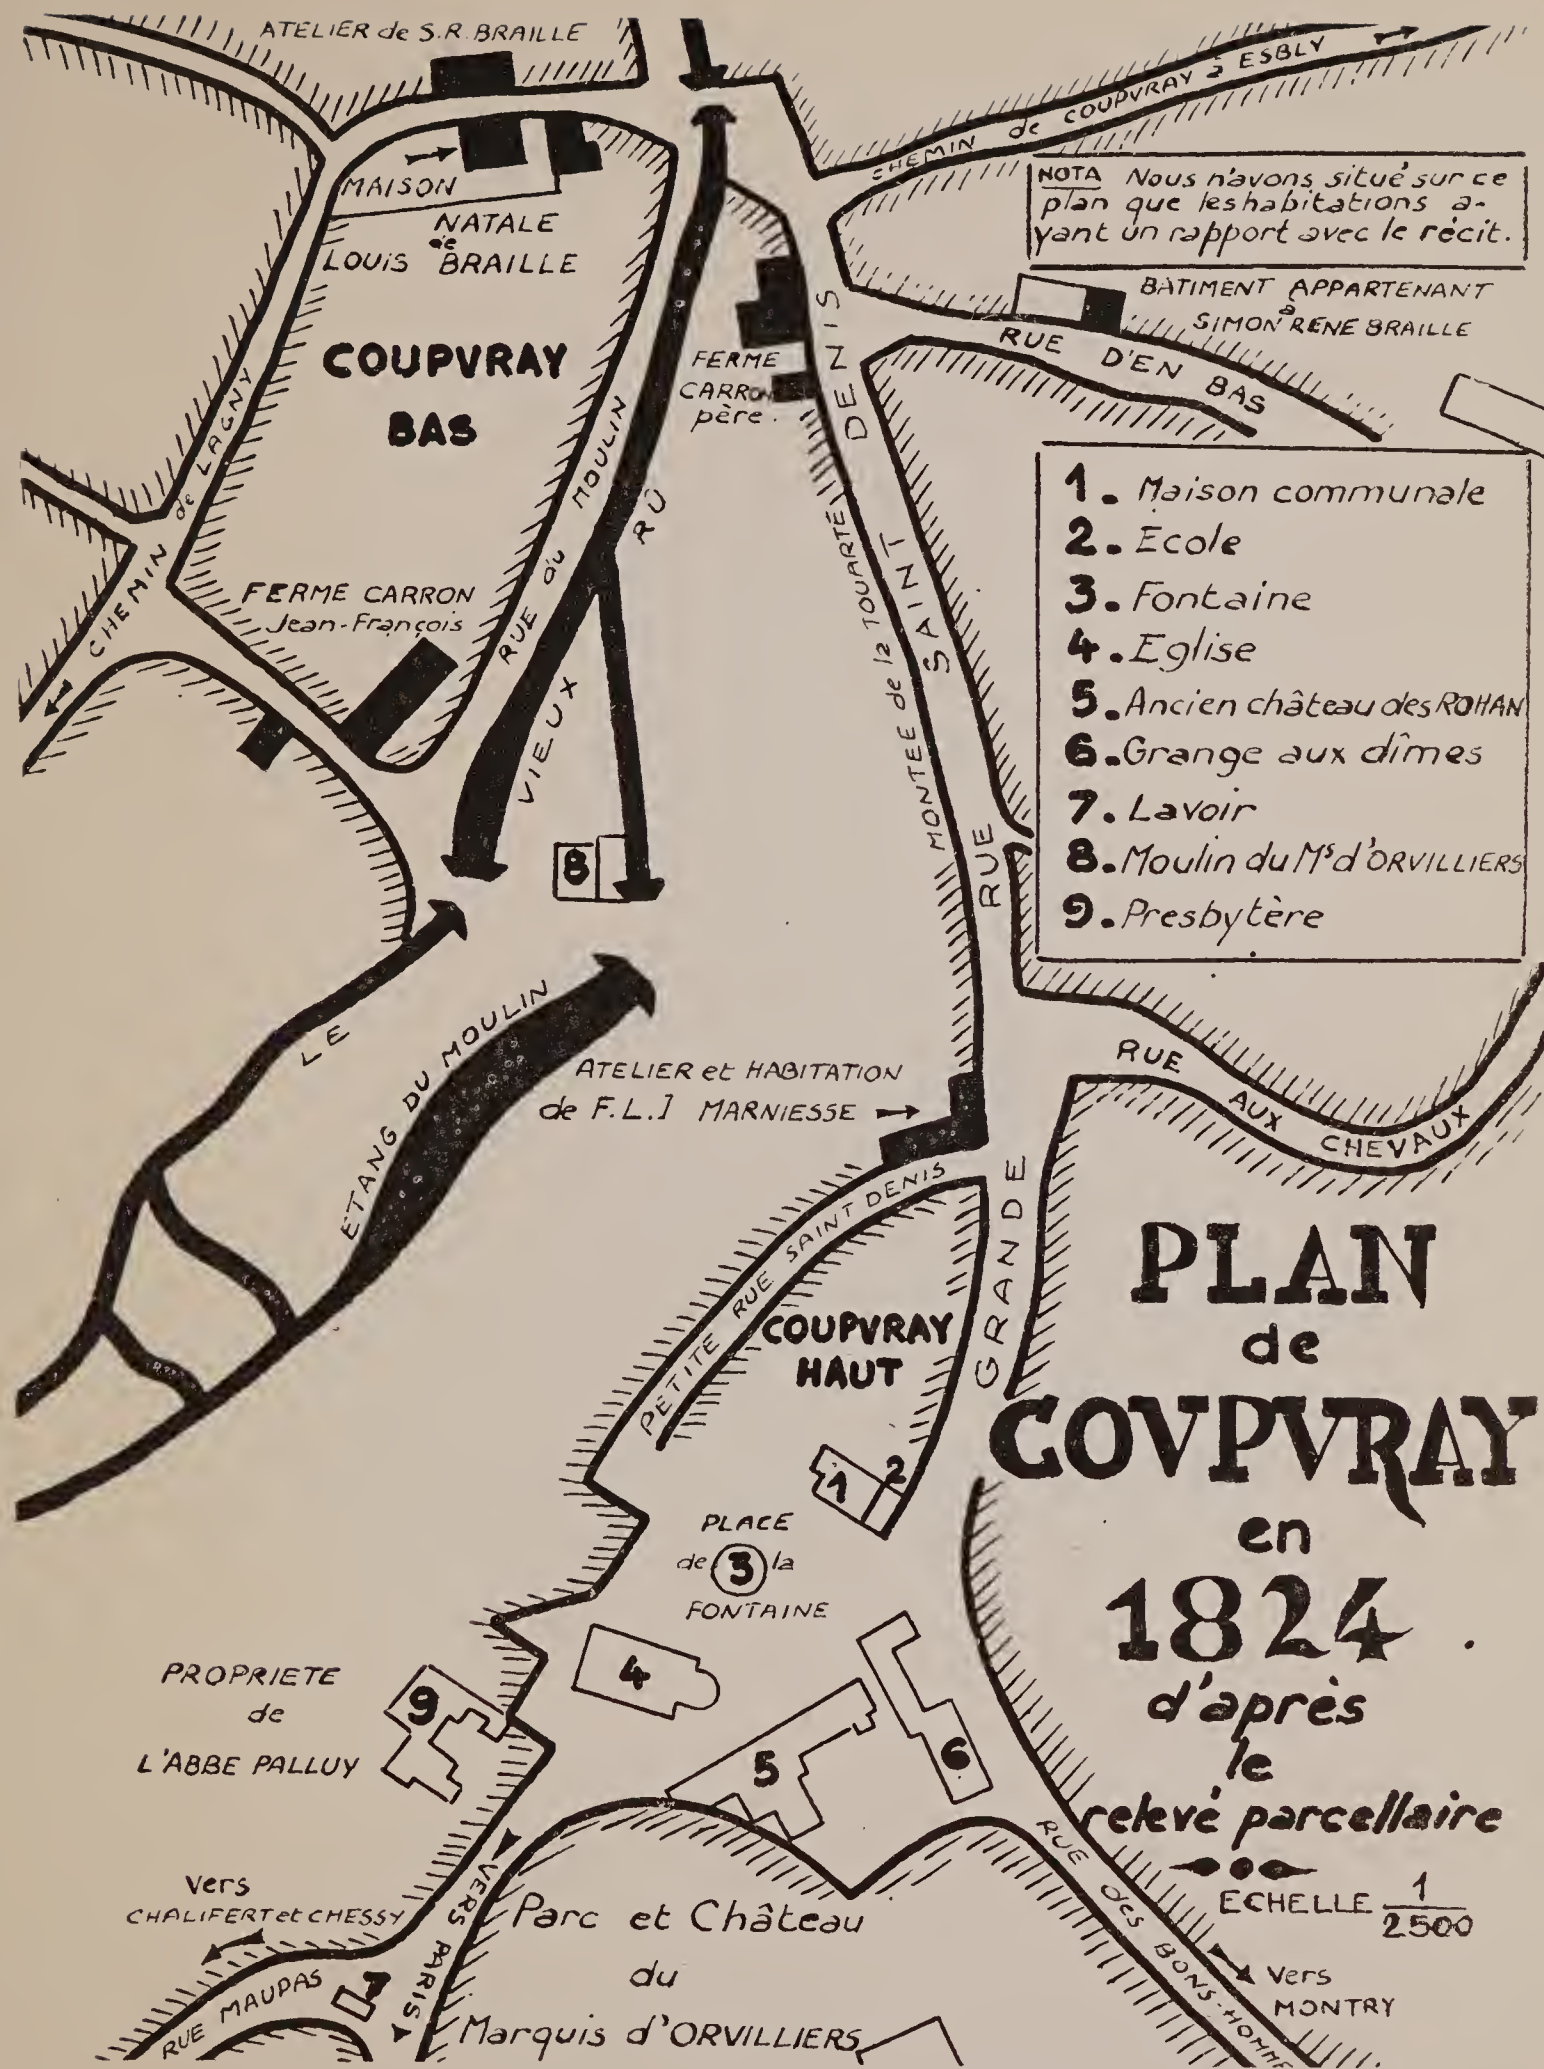 ATELIER de S.R. BRAILLE
CHEMIN de COUPVRAY à ESBLY
MAISON
NATALE
de
LOUIS BRAILLE
NOTA Nous n'avons situé sur ce
plan que les habitations a-
yant un rapport avec le récit.
BATIMENT APPARTENANT
à
SIMON RENE BRAILLE
RUE D'EN BAS
COUPVRAY
BAS
FERME
CARRON
père.
CHEMIN de LAGNY
RUE du MOULIN
LE VIEUX RÛ
RUE SAINT DENIS
MONTEE de la TOUARTE
FERME CARRON
Jean-François
1. Maison communale
2. Ecole
3. Fontaine
4. Eglise
5. Ancien château des ROHAN
6. Grange aux dîmes
7. Lavoir
8. Moulin du Ms d'ORVILLIERS
9. Presbytère
8
ETANG DU MOULIN
ATELIER et HABITATION
de F.L.J MARNIESSE
RUE AUX CHEVAUX
PETITE RUE SAINT DENIS
GRANDE
COUPVRAY
HAUT
1
2
PLACE
de 3 la
FONTAINE
4
5
6
PROPRIETE
de
L'ABBE PALLUY
9
PLAN
de
COVPVRAY
en
1824
d'après
le
relevé parcellaire
ECHELLE 1
2500
RUE des BONS-HOMME
Vers
MONTRY
Vers
CHALIFERT et CHESSY
VERS PARIS
RUE MAUPAS
7
Parc et Château
du
Marquis d'ORVILLIERS